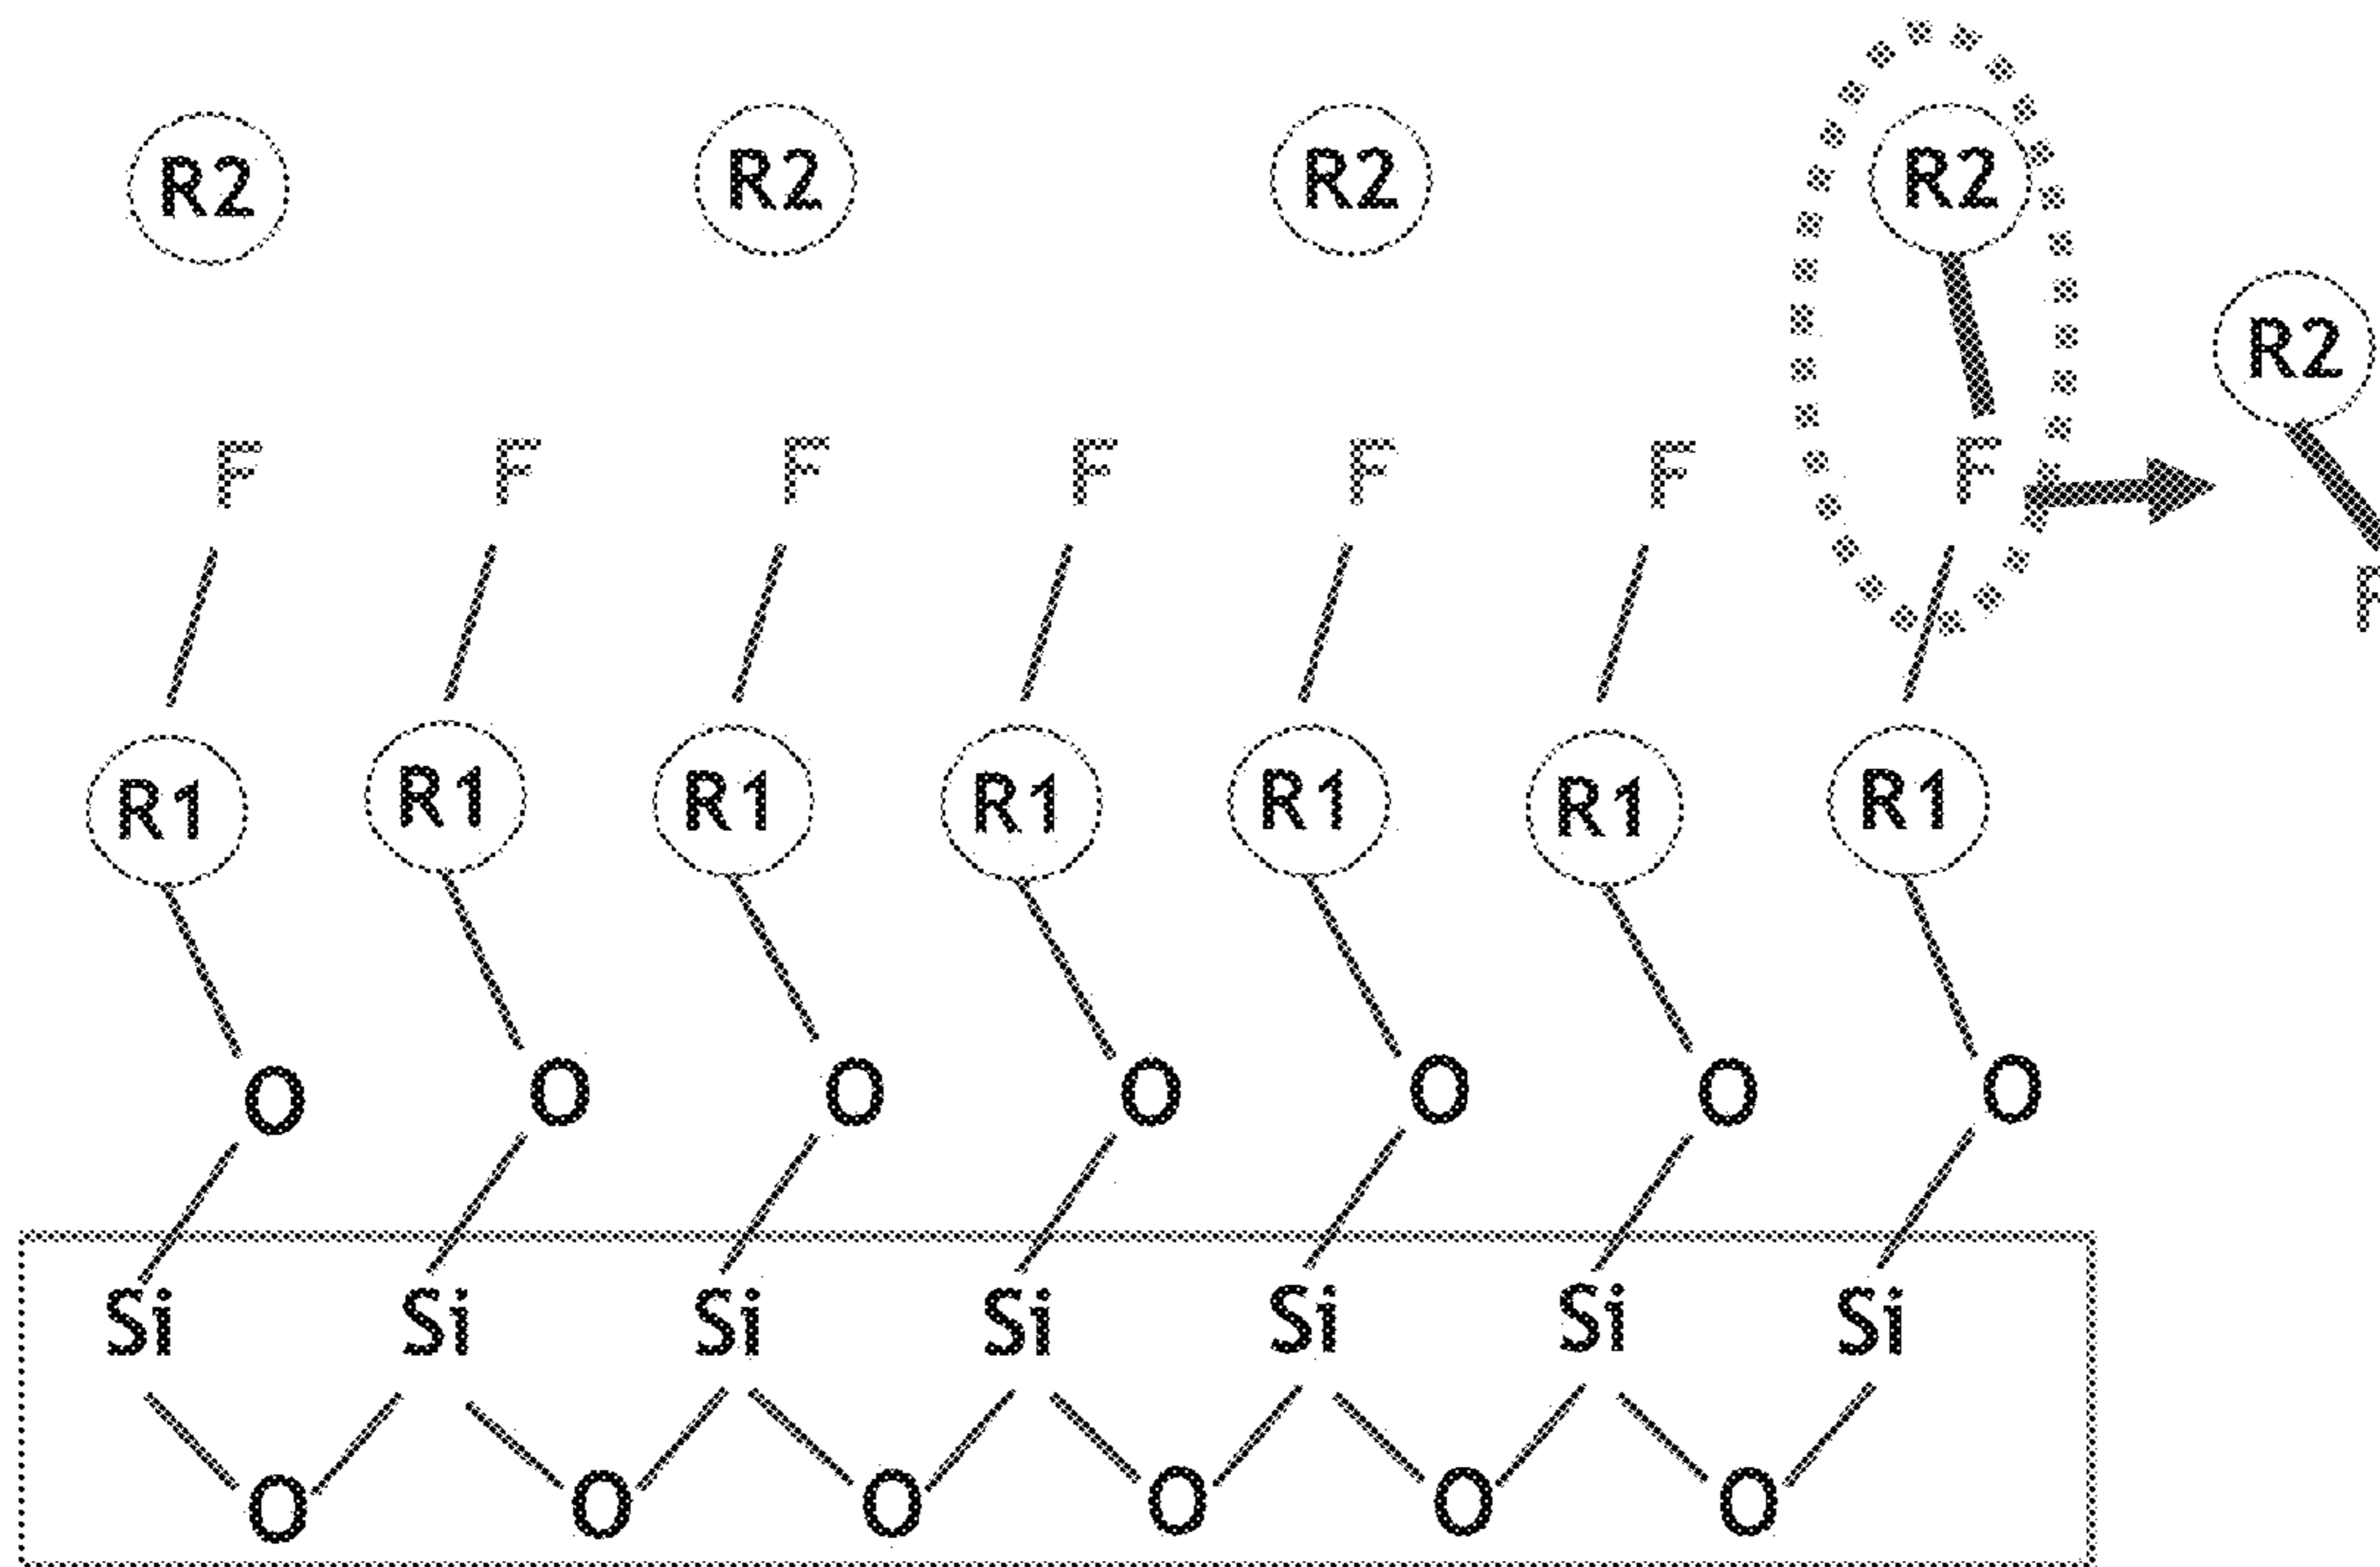 R2 R2 R2 R2
R2
F F F F F F F
R1 R1 R1 R1 R1 R1 R1
O O O O O O O
Si Si Si Si Si Si Si
O O O O O O